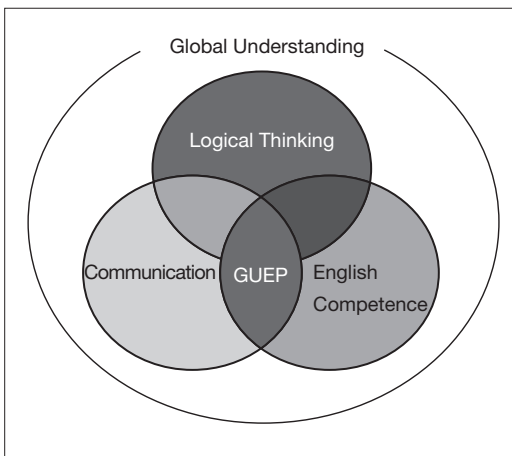 Global Understanding
Logical Thinking
Communication
GUEP
English
Competence